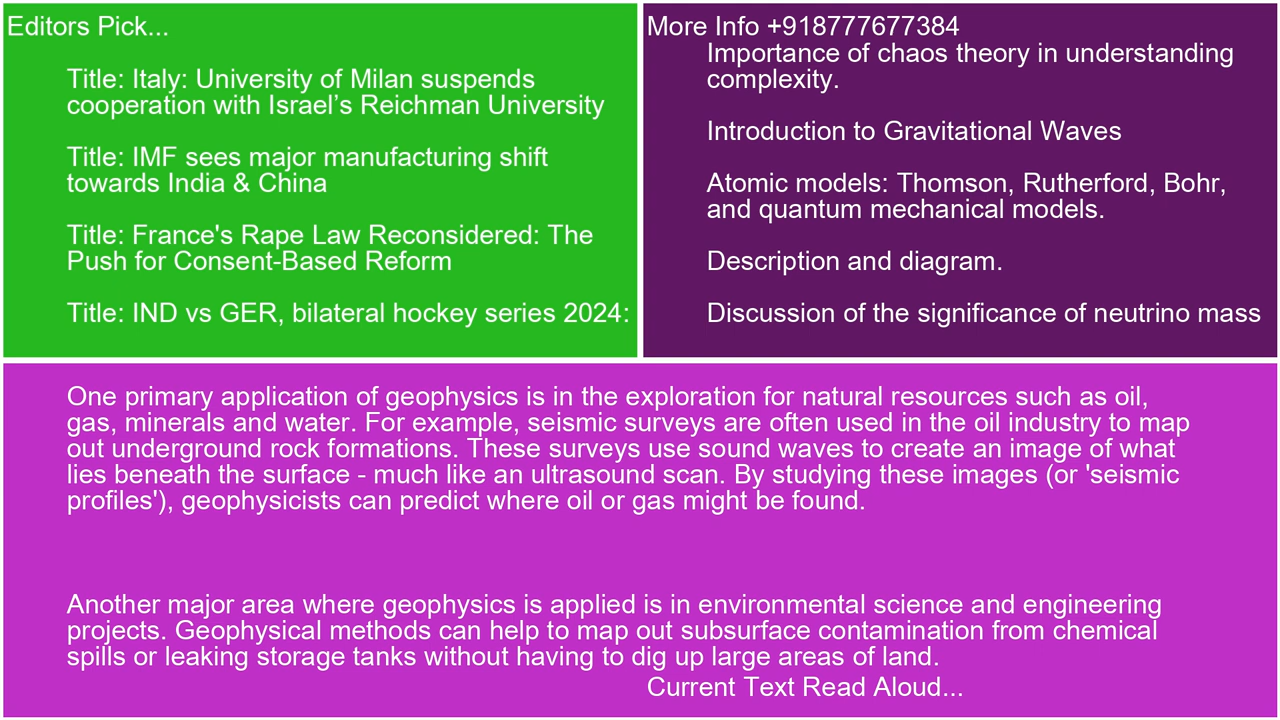 Editors Pick...
Title: Italy: University of Milan suspends
cooperation with Israel’s Reichman University
Title: IMF sees major manufacturing shift
towards India & China
Title: France's Rape Law Reconsidered: The
Push for Consent-Based Reform
Title: IND vs GER, bilateral hockey series 2024:
More Info +918777677384
Importance of chaos theory in understanding
complexity.
Introduction to Gravitational Waves
Atomic models: Thomson, Rutherford, Bohr,
and quantum mechanical models.
Description and diagram.
Discussion of the significance of neutrino mass
One primary application of geophysics is in the exploration for natural resources such as oil,
gas, minerals and water. For example, seismic surveys are often used in the oil industry to map
out underground rock formations. These surveys use sound waves to create an image of what
lies beneath the surface - much like an ultrasound scan. By studying these images (or 'seismic
profiles'), geophysicists can predict where oil or gas might be found.
Another major area where geophysics is applied is in environmental science and engineering
projects. Geophysical methods can help to map out subsurface contamination from chemical
spills or leaking storage tanks without having to dig up large areas of land.
Current Text Read Aloud...